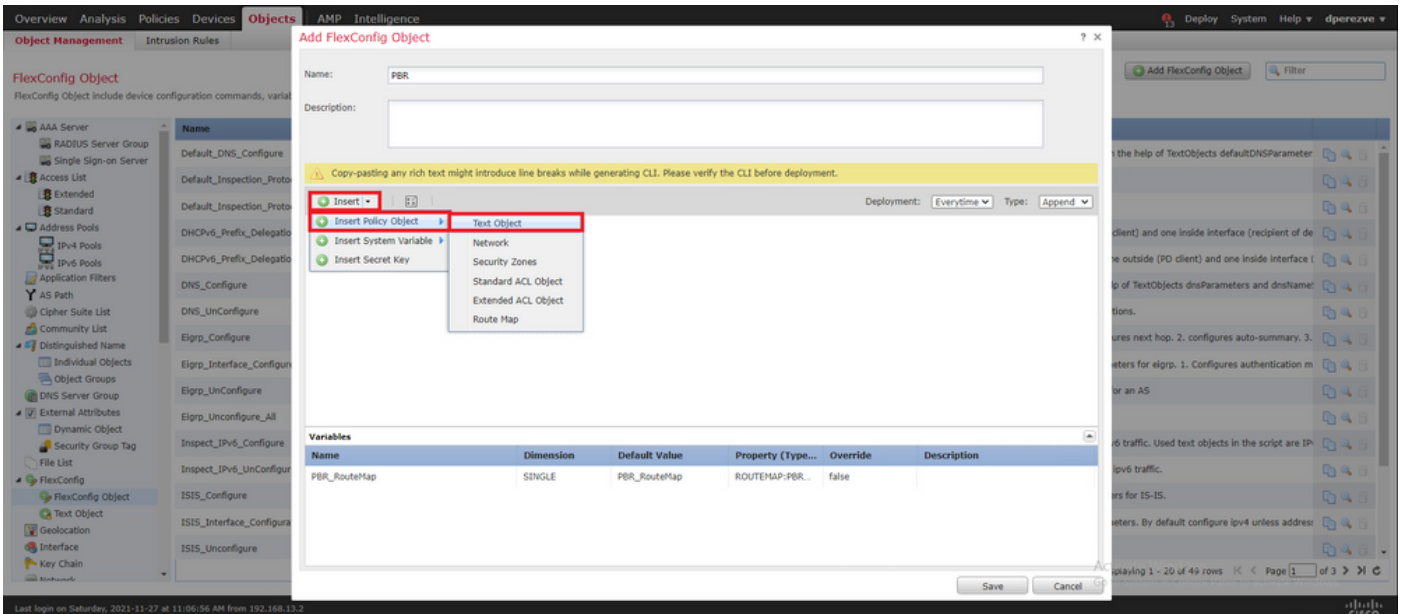 Overview Analysis Policies Devices Objects AMP Intelligence
13 Deploy System Help dperezve
Object Management Intrusion Rules
FlexConfig Object
FlexConfig Object include device configuration commands, variab
Add FlexConfig Object Filter
AAA Server
RADIUS Server Group
Single Sign-on Server
Access List
Extended
Standard
Address Pools
IPv4 Pools
IPv6 Pools
Application Filters
AS Path
Cipher Suite List
Community List
Distinguished Name
Individual Objects
Object Groups
DNS Server Group
External Attributes
Dynamic Object
Security Group Tag
File List
FlexConfig
FlexConfig Object
Text Object
Geolocation
Interface
Key Chain
Network
Name
Default_DNS_Configure
Default_Inspection_Proto
Default_Inspection_Proto
DHCPv6_Prefix_Delegatio
DHCPv6_Prefix_Delegatio
DNS_Configure
DNS_UnConfigure
Eigrp_Configure
Eigrp_Interface_Configure
Eigrp_UnConfigure
Eigrp_Unconfigure_All
Inspect_IPv6_Configure
Inspect_IPv6_UnConfigur
ISIS_Configure
ISIS_Interface_Configura
ISIS_Unconfigure
Add FlexConfig Object
? ×
Name: PBR
Description:
Copy-pasting any rich text might introduce line breaks while generating CLI. Please verify the CLI before deployment.
Insert
Deployment: Everytime Type: Append
Insert Policy Object
Insert System Variable
Insert Secret Key
Text Object
Network
Security Zones
Standard ACL Object
Extended ACL Object
Route Map
Variables
Name Dimension Default Value Property (Type... Override Description
PBR_RouteMap SINGLE PBR_RouteMap ROUTEMAP:PBR... false
Save Cancel
the help of TextObjects defaultDNSParameter
client) and one inside interface (recipient of de
e outside (PD client) and one inside interface (
lp of TextObjects dnsParameters and dnsName
tions.
ures next hop. 2. configures auto-summary. 3.
eters for eigrp. 1. Configures authentication m
or an AS
v6 traffic. Used text objects in the script are IP
ipv6 traffic.
ers for IS-IS.
eters. By default configure ipv4 unless address
splaying 1 - 20 of 49 rows Page 1 of 3
Last login on Saturday, 2021-11-27 at 11:06:56 AM from 192.168.13.2
CISCO